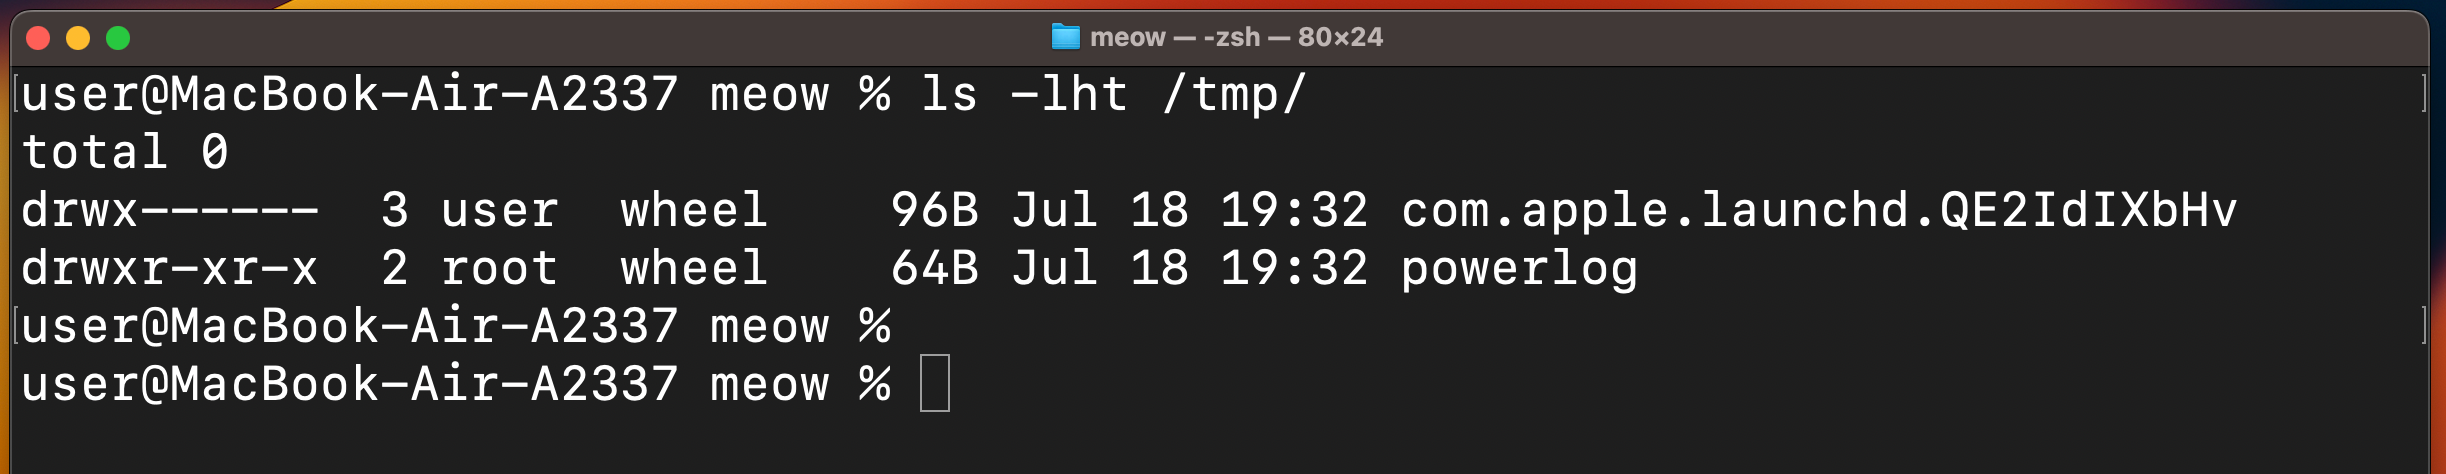 meow — -zsh — 80×24
user@MacBook-Air-A2337 meow % ls -lht /tmp/
total 0
drwx------  3 user  wheel    96B Jul 18 19:32 com.apple.launchd.QE2IdIXbHv
drwxr-xr-x  2 root  wheel    64B Jul 18 19:32 powerlog
user@MacBook-Air-A2337 meow %
user@MacBook-Air-A2337 meow %